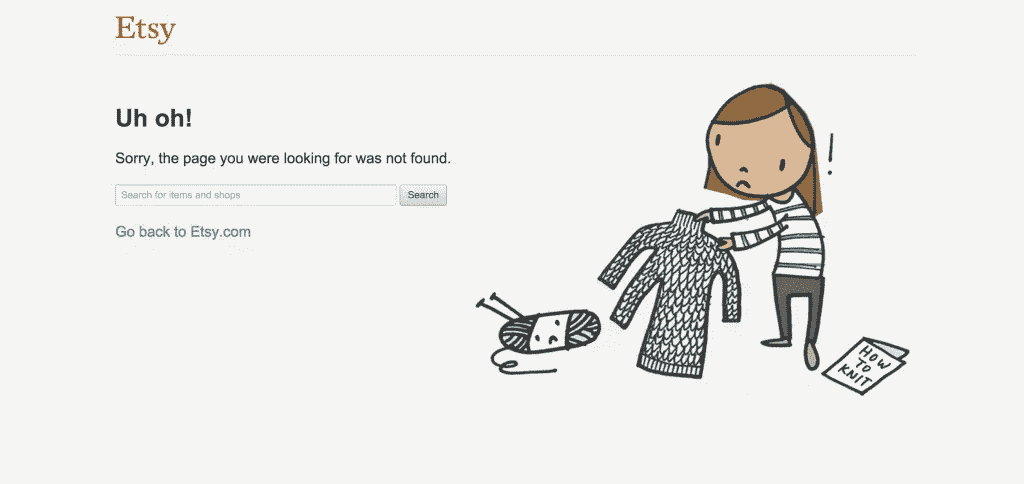 Etsy
Uh oh!
Sorry, the page you were looking for was not found.
Search for items and shops
Search
Go back to Etsy.com
!
HOW
TO
KNIT